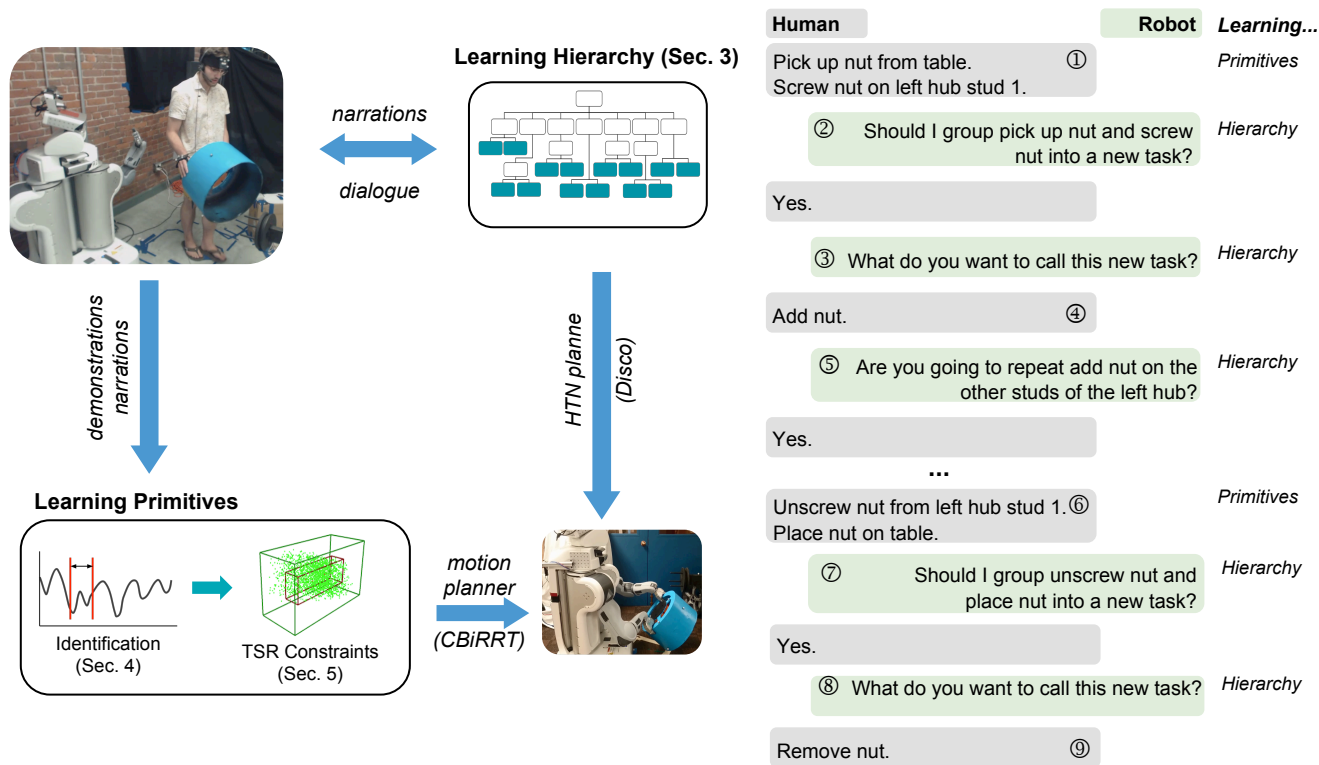 Learning Hierarchy (Sec. 3)
narrations
dialogue
demonstrations
narrations
HTN planne
(Disco)
Learning Primitives
Identification
(Sec. 4)
TSR Constraints
(Sec. 5)
motion
planner
(CBiRRT)
Human Robot Learning...
Pick up nut from table. ① Primitives
Screw nut on left hub stud 1.
② Should I group pick up nut and screw Hierarchy
nut into a new task?
Yes.
③ What do you want to call this new task? Hierarchy
Add nut. ④
⑤ Are you going to repeat add nut on the Hierarchy
other studs of the left hub?
Yes.
...
Unscrew nut from left hub stud 1. ⑥ Primitives
Place nut on table.
⑦ Should I group unscrew nut and Hierarchy
place nut into a new task?
Yes.
⑧ What do you want to call this new task? Hierarchy
Remove nut. ⑨